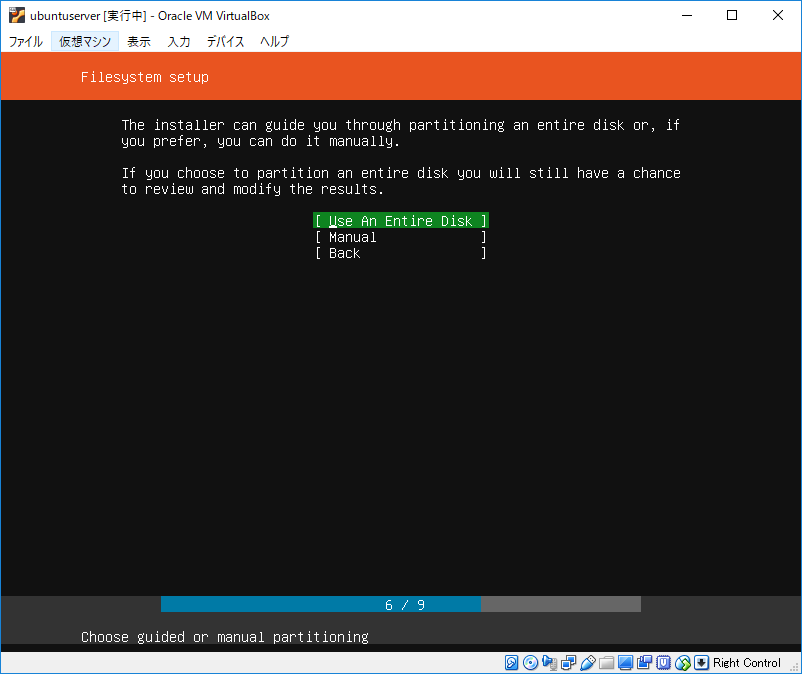 ubuntuserver [実行中] - Oracle VM VirtualBox
ファイル 仮想マシン 表示 入力 デバイス ヘルプ
Filesystem setup
The installer can guide you through partitioning an entire disk or, if
you prefer, you can do it manually.
If you choose to partition an entire disk you will still have a chance
to review and modify the results.
[ Use An Entire Disk ]
[ Manual ]
[ Back ]
6 / 9
Choose guided or manual partitioning
Right Control